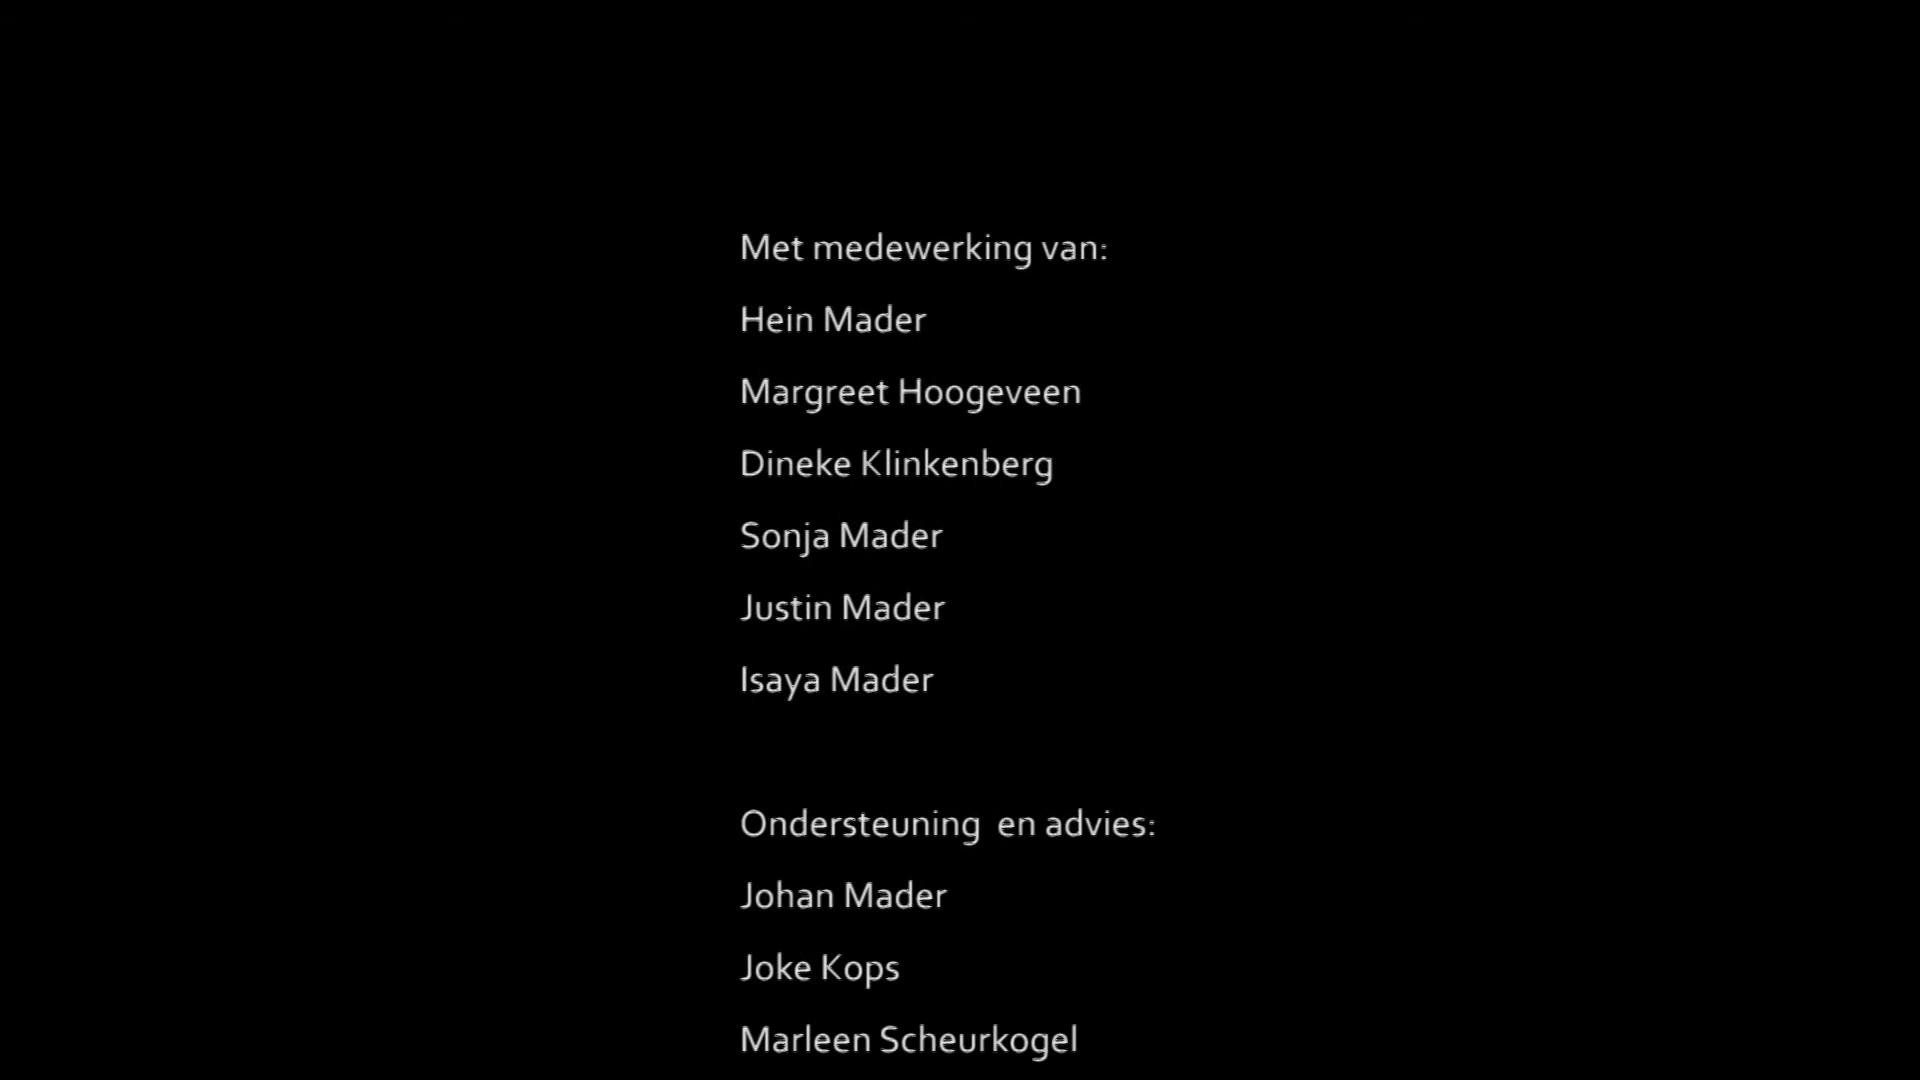 Met medewerking van:
Hein Mader
Margreet Hoogeveen
Dineke Klinkenberg
Sonja Mader
Justin Mader
Isaya Mader
Ondersteuning  en advies:
Johan Mader
Joke Kops
Marleen Scheurkogel